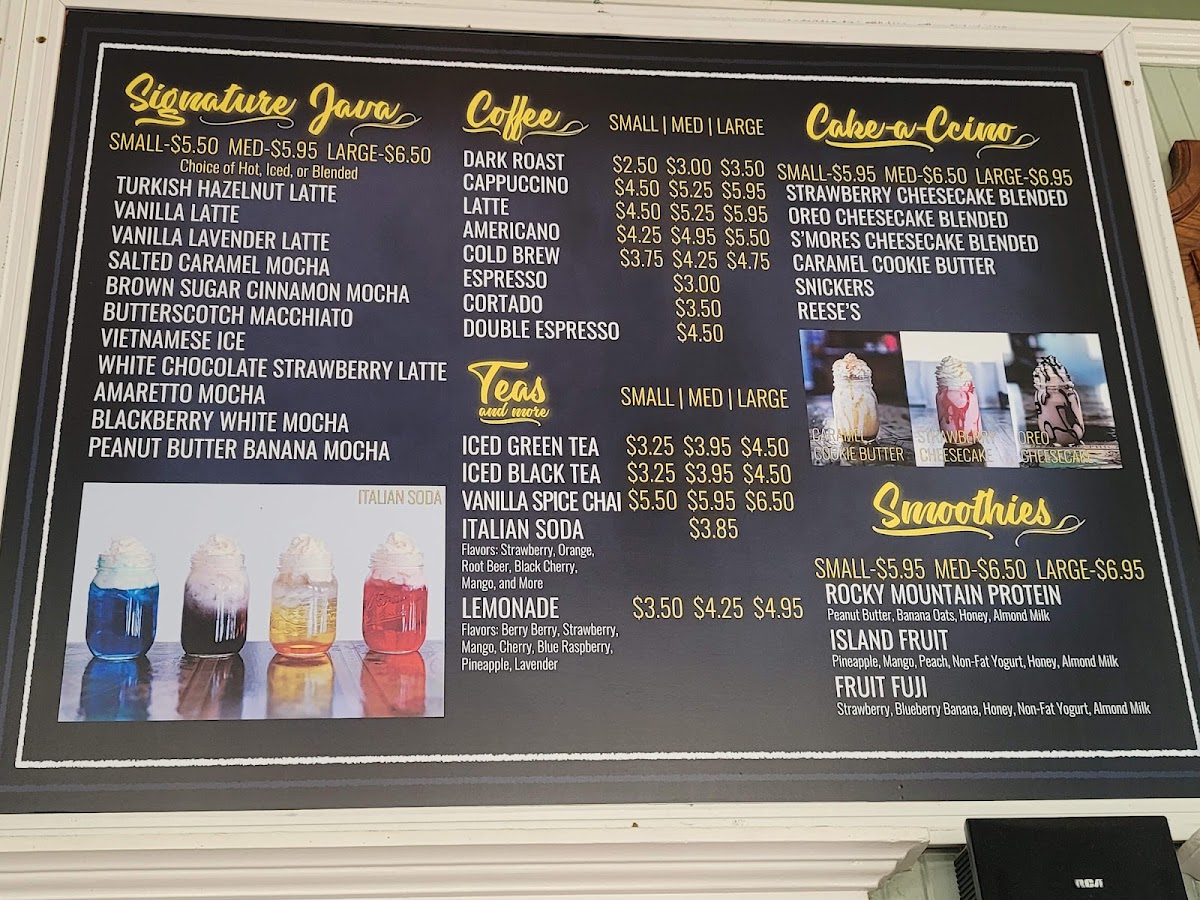 Signature Java
SMALL-$5.50 MED-$5.95 LARGE-$6.50
Choice of Hot, Iced, or Blended
TURKISH HAZELNUT LATTE
VANILLA LATTE
VANILLA LAVENDER LATTE
SALTED CARAMEL MOCHA
BROWN SUGAR CINNAMON MOCHA
BUTTERSCOTCH MACCHIATO
VIETNAMESE ICE
WHITE CHOCOLATE STRAWBERRY LATTE
AMARETTO MOCHA
BLACKBERRY WHITE MOCHA
PEANUT BUTTER BANANA MOCHA
ITALIAN SODA
Coffee SMALL | MED | LARGE
DARK ROAST $2.50 $3.00 $3.50
CAPPUCCINO $4.50 $5.25 $5.95
LATTE $4.50 $5.25 $5.95
AMERICANO $4.25 $4.95 $5.50
COLD BREW $3.75 $4.25 $4.75
ESPRESSO $3.00
CORTADO $3.50
DOUBLE ESPRESSO $4.50
Teas
and more SMALL | MED | LARGE
ICED GREEN TEA $3.25 $3.95 $4.50
ICED BLACK TEA $3.25 $3.95 $4.50
VANILLA SPICE CHAI $5.50 $5.95 $6.50
ITALIAN SODA $3.85
Flavors: Strawberry, Orange,
Root Beer, Black Cherry,
Mango, and More
LEMONADE $3.50 $4.25 $4.95
Flavors: Berry Berry, Strawberry,
Mango, Cherry, Blue Raspberry,
Pineapple, Lavender
Cake-a-Ccino
SMALL-$5.95 MED-$6.50 LARGE-$6.95
STRAWBERRY CHEESECAKE BLENDED
OREO CHEESECAKE BLENDED
S'MORES CHEESECAKE BLENDED
CARAMEL COOKIE BUTTER
SNICKERS
REESE'S
CARAMEL
COOKIE BUTTER
STRAWBERRY
CHEESECAKE
OREO
CHEESECAKE
Smoothies
SMALL-$5.95 MED-$6.50 LARGE-$6.95
ROCKY MOUNTAIN PROTEIN
Peanut Butter, Banana Oats, Honey, Almond Milk
ISLAND FRUIT
Pineapple, Mango, Peach, Non-Fat Yogurt, Honey, Almond Milk
FRUIT FUJI
Strawberry, Blueberry Banana, Honey, Non-Fat Yogurt, Almond Milk
RCA